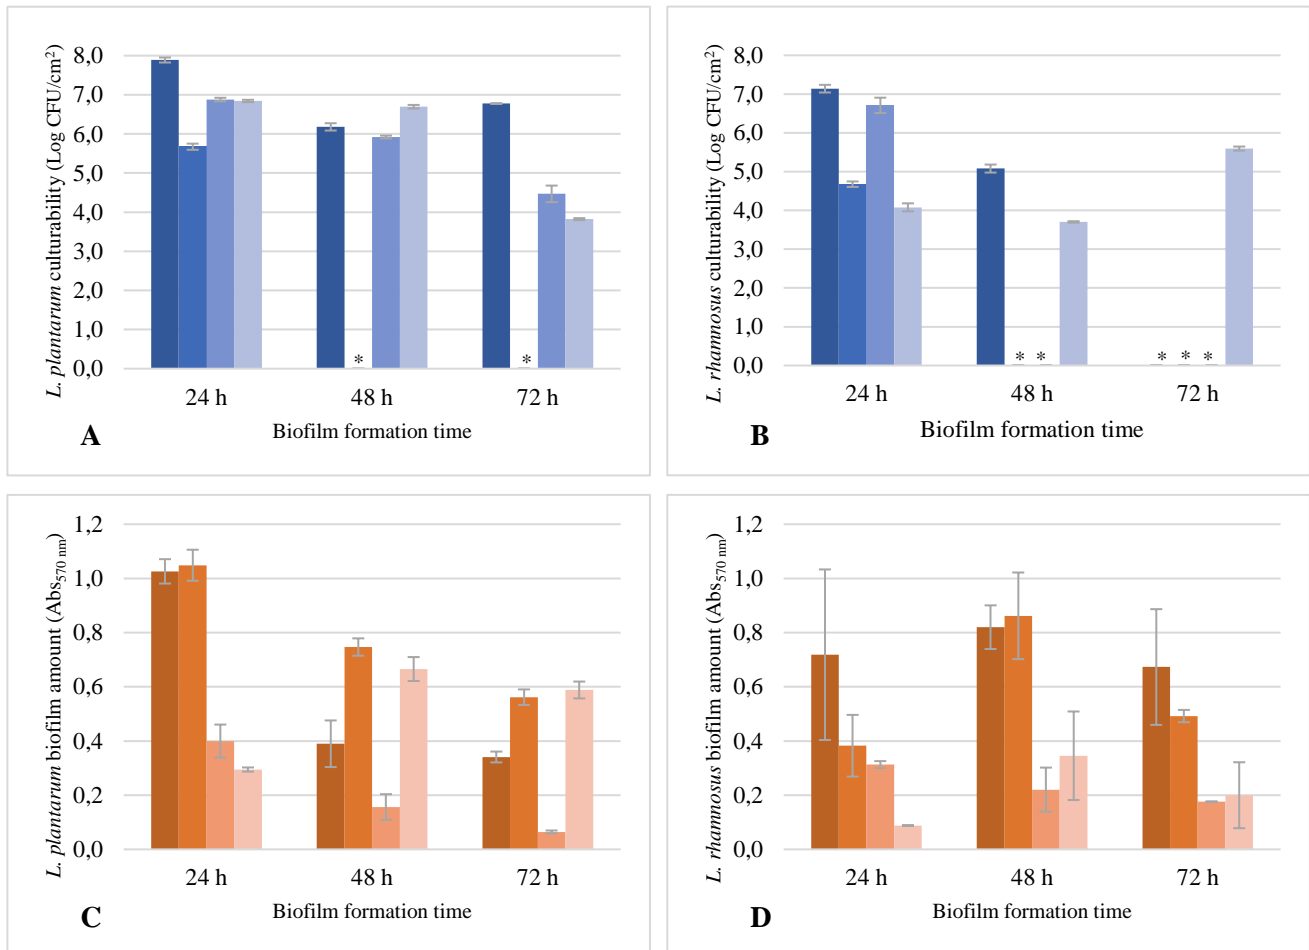 L. plantarum culturability (Log CFU/cm²)
8,0
7,0
6,0
5,0
4,0
3,0
2,0
1,0
0,0
*
*
24 h 48 h 72 h
Biofilm formation time
A
L. rhamnosus culturability (Log CFU/cm²)
8,0
7,0
6,0
5,0
4,0
3,0
2,0
1,0
0,0
* *
* * *
24 h 48 h 72 h
Biofilm formation time
B
L. plantarum biofilm amount (Abs570 nm)
1,2
1,0
0,8
0,6
0,4
0,2
0,0
24 h 48 h 72 h
Biofilm formation time
C
L. rhamnosus biofilm amount (Abs570 nm)
1,2
1,0
0,8
0,6
0,4
0,2
0,0
24 h 48 h 72 h
Biofilm formation time
D